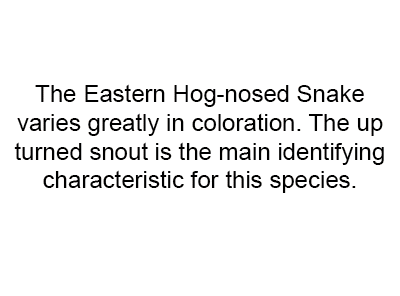 The Eastern Hog-nosed Snake
varies greatly in coloration. The up
turned snout is the main identifying
characteristic for this species.